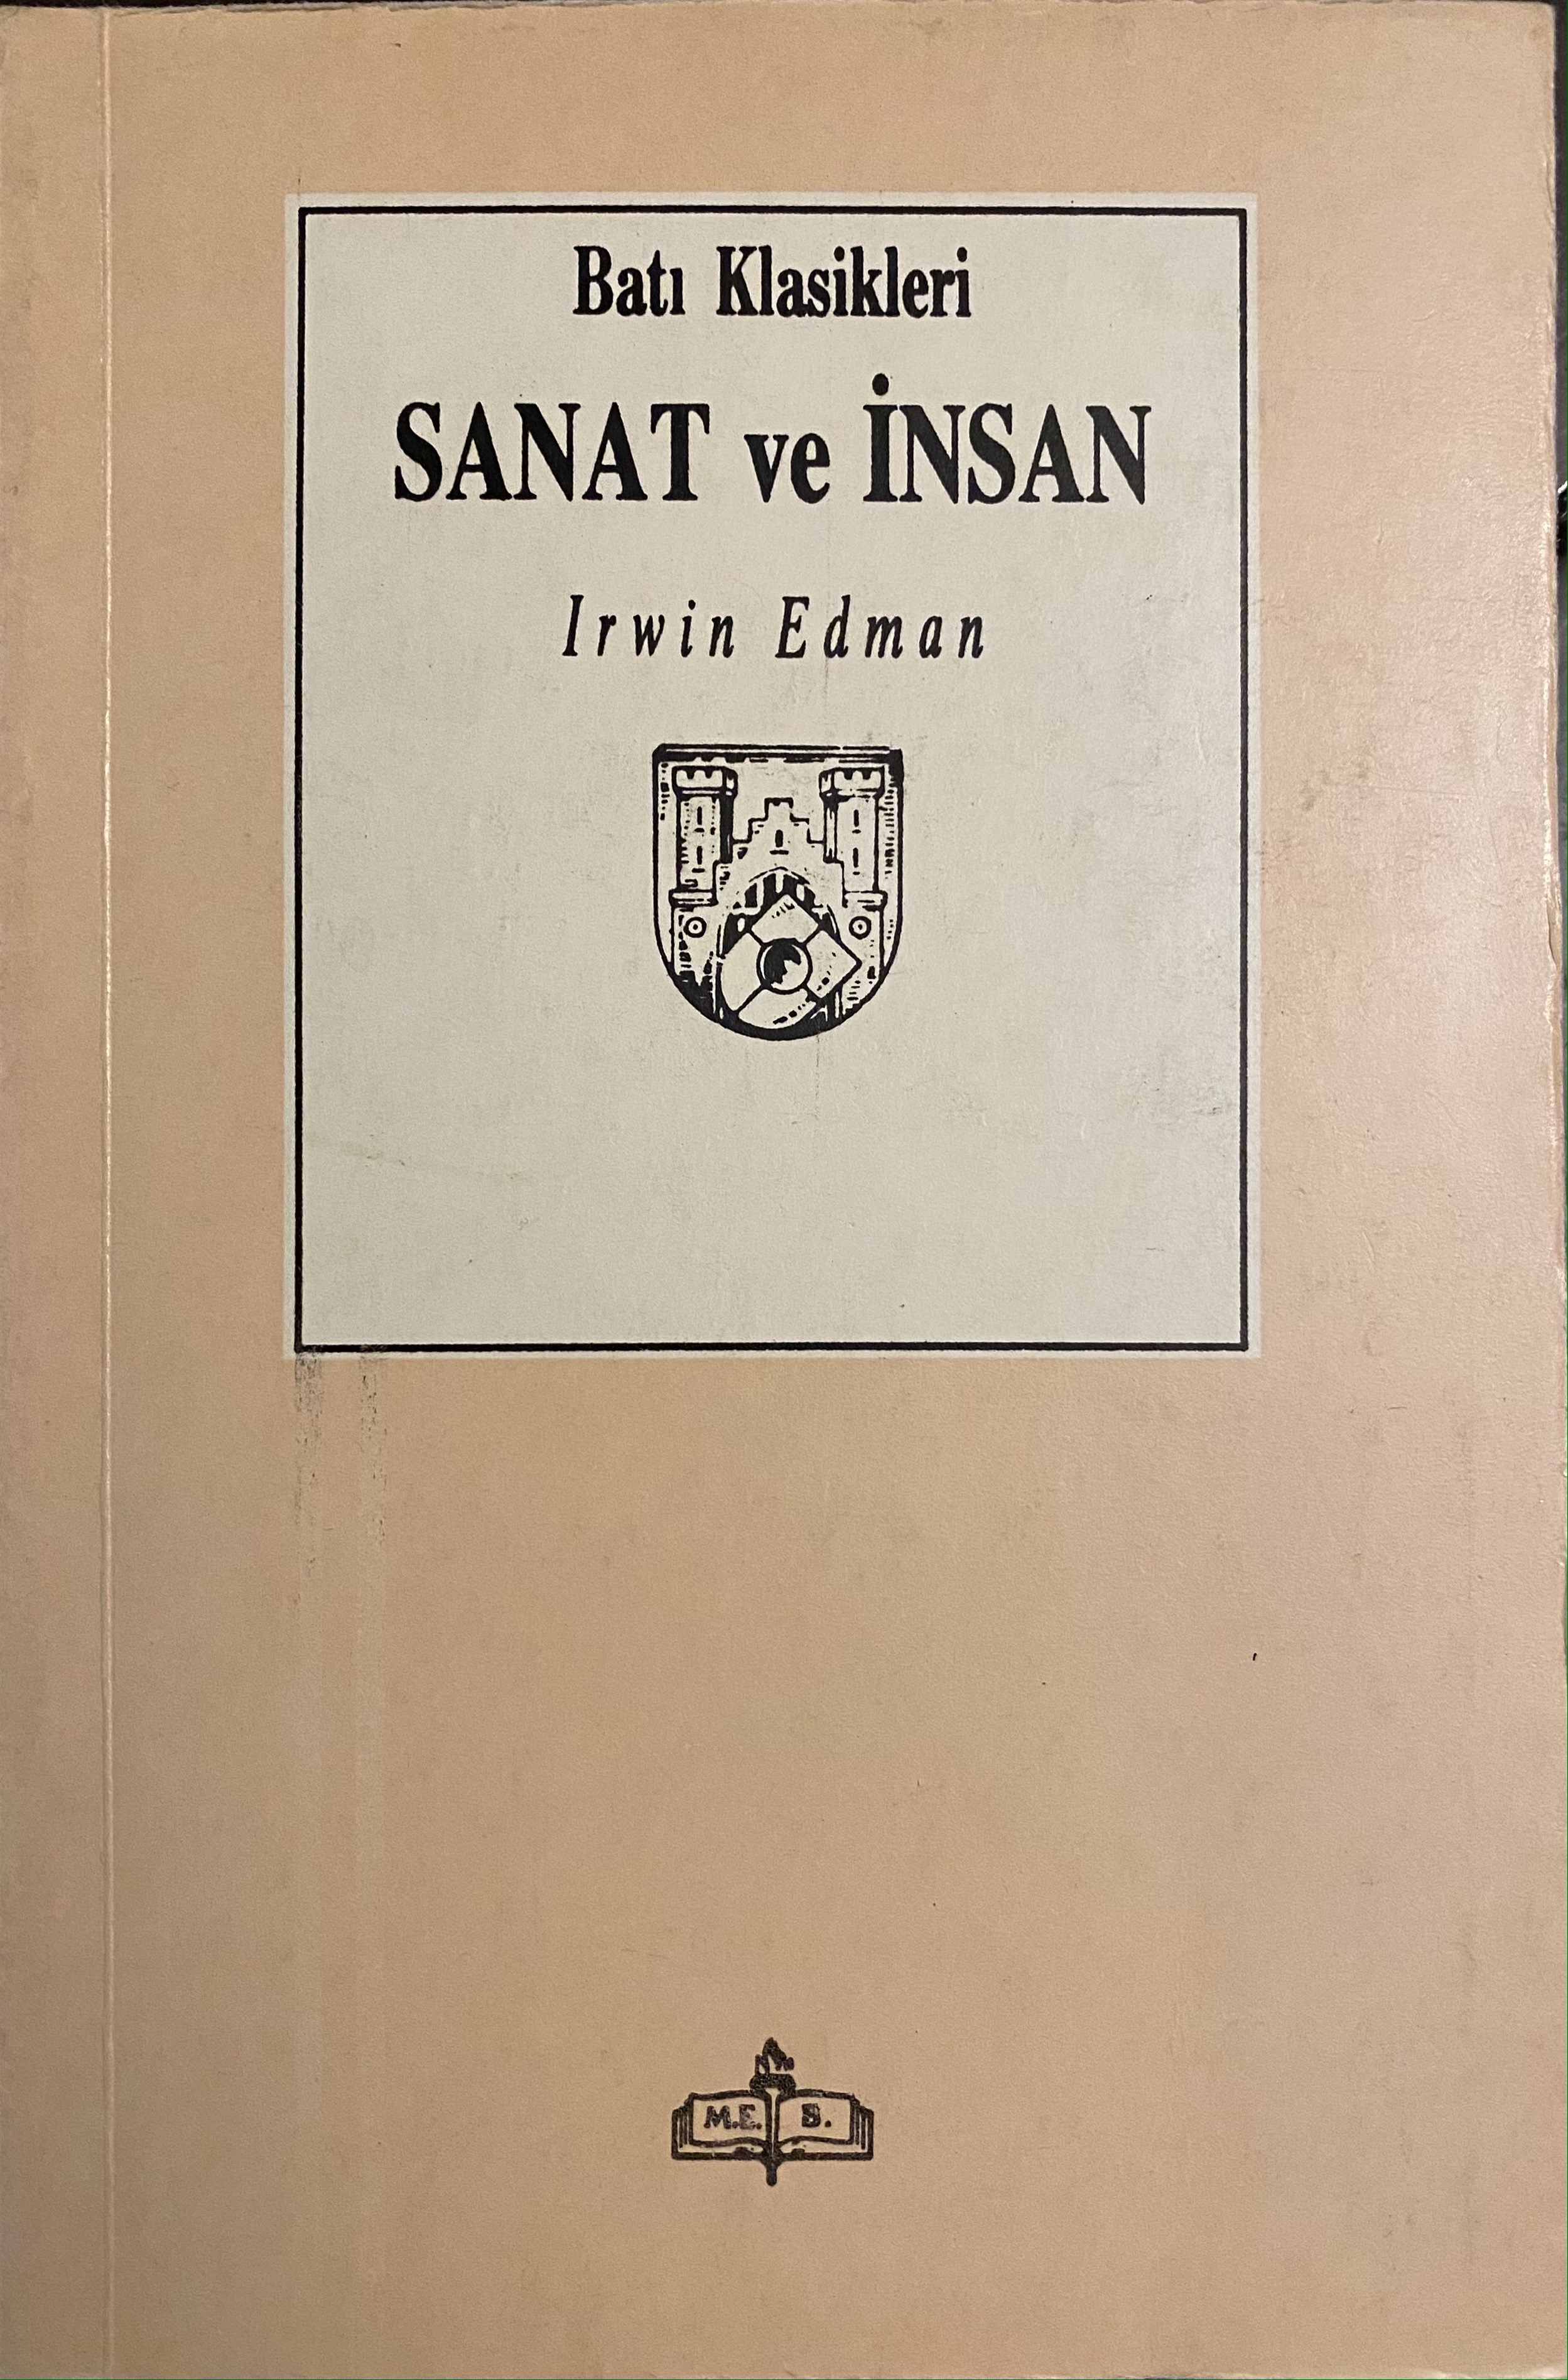 Batı Klasikleri
SANAT ve İNSAN
Irwin Edman
M.E. B.